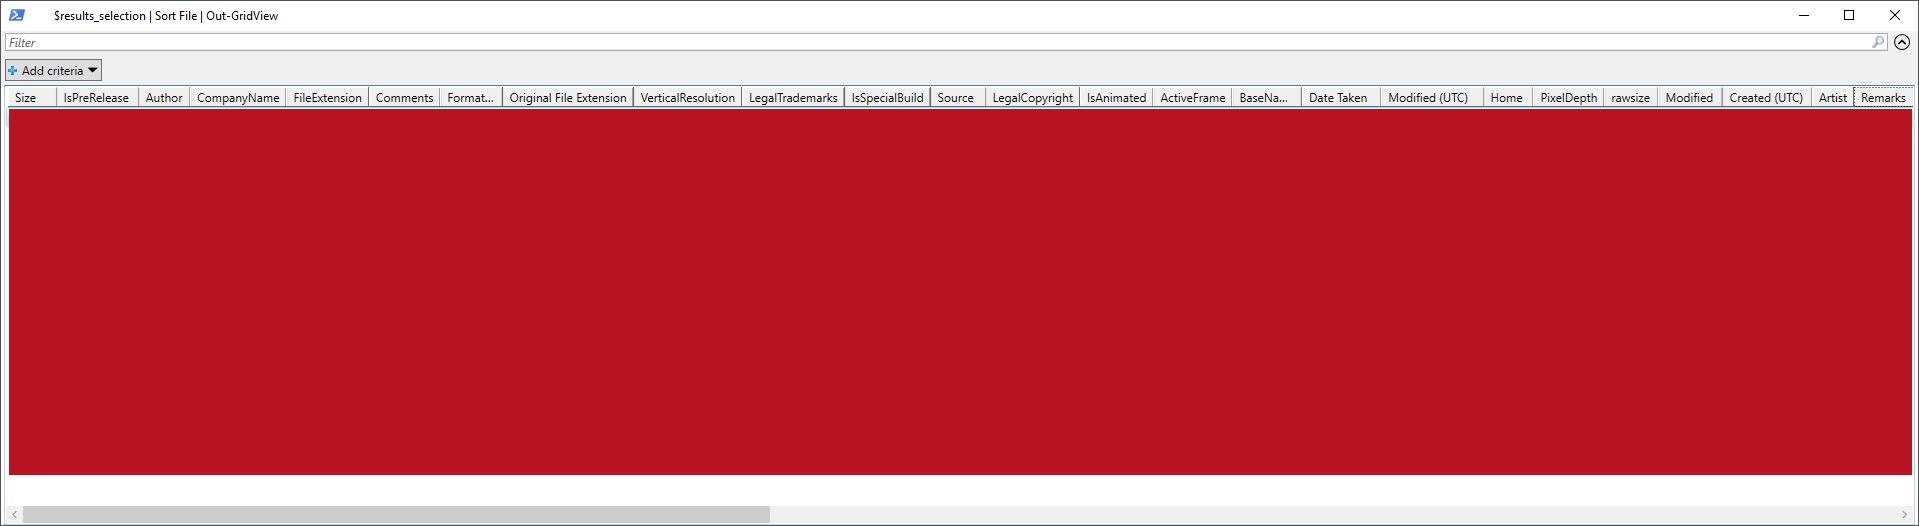 $results_selection | Sort File | Out-GridView
Filter
Add criteria
Size IsPreRelease Author CompanyName FileExtension Comments Format... Original File Extension VerticalResolution LegalTrademarks IsSpecialBuild Source LegalCopyright IsAnimated ActiveFrame BaseNa... Date Taken Modified (UTC) Home PixelDepth rawsize Modified Created (UTC) Artist Remarks